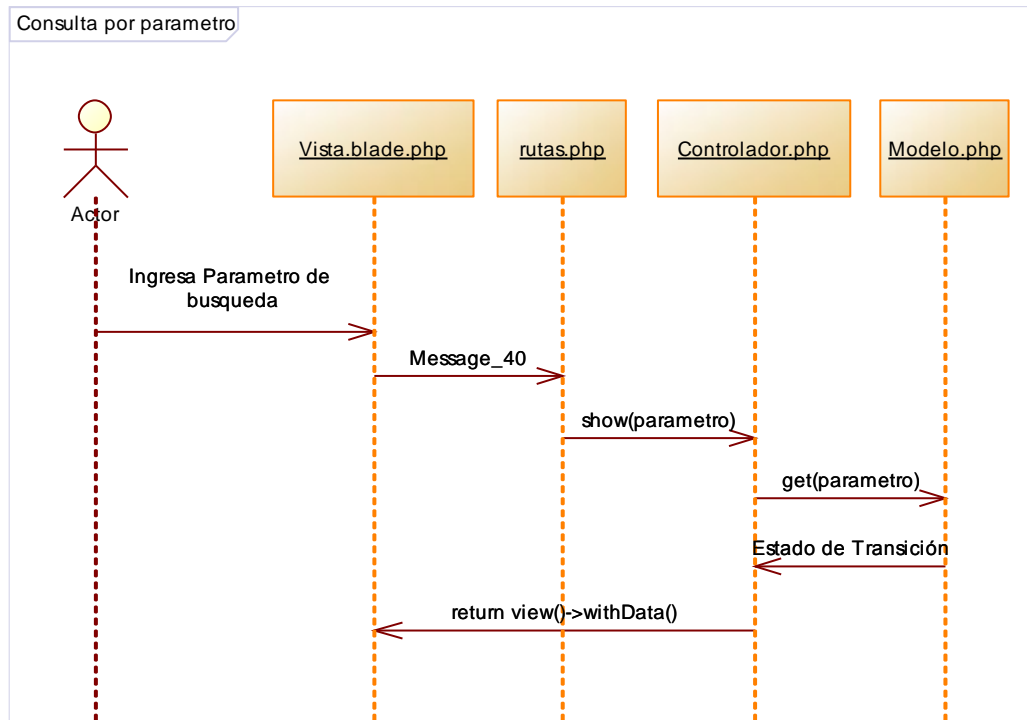 Consulta por parametro
Vista.blade.php
rutas.php
Controlador.php
Modelo.php
Actor
Ingresa Parametro de
busqueda
Message_40
show(parametro)
get(parametro)
Estado de Transición
return view()->withData()